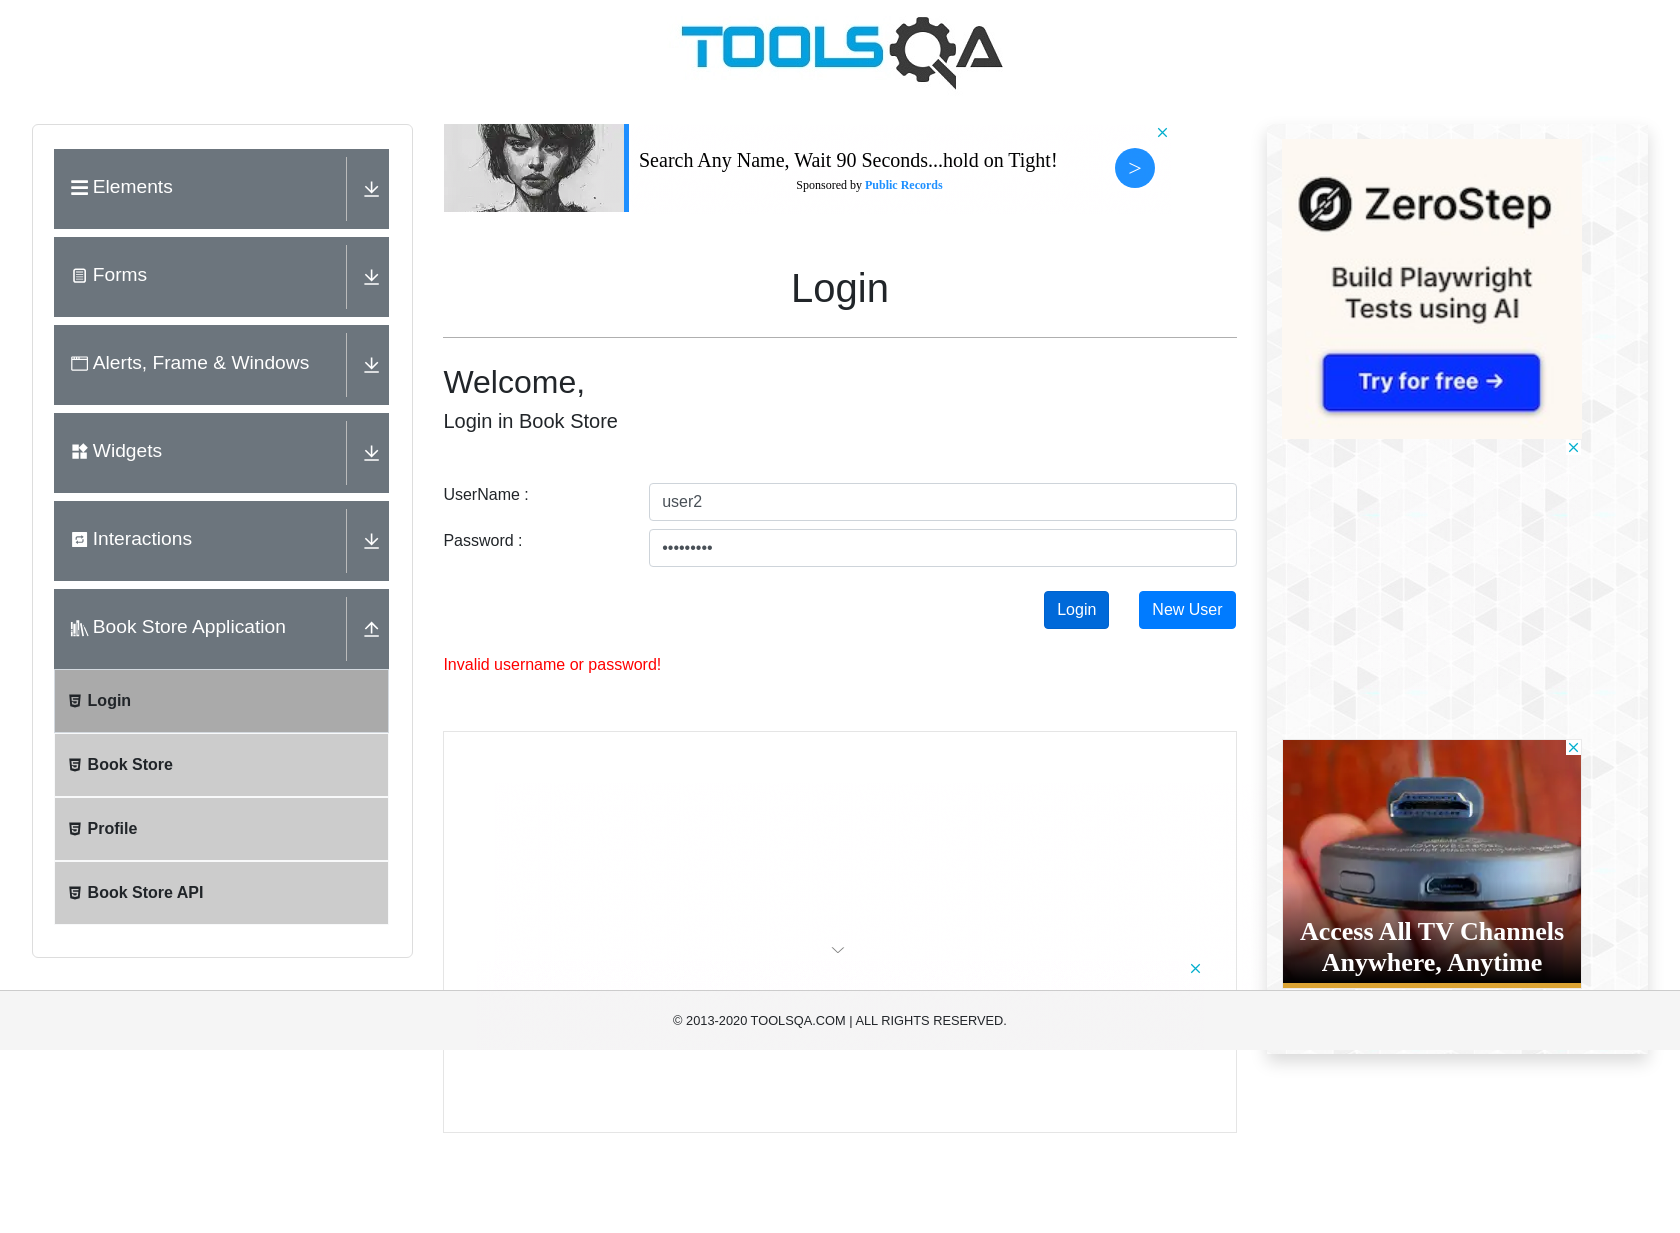 TOOLSQA
Elements
Forms
Alerts, Frame & Windows
Widgets
Interactions
Book Store Application
Login
Book Store
Profile
Book Store API
Search Any Name, Wait 90 Seconds...hold on Tight!
Sponsored by Public Records
>
Login
Welcome,
Login in Book Store
UserName :
user2
Password :
•••••••••
Login
New User
Invalid username or password!
ZeroStep
Build Playwright
Tests using AI
Try for free →
Access All TV Channels
Anywhere, Anytime
© 2013-2020 TOOLSQA.COM | ALL RIGHTS RESERVED.